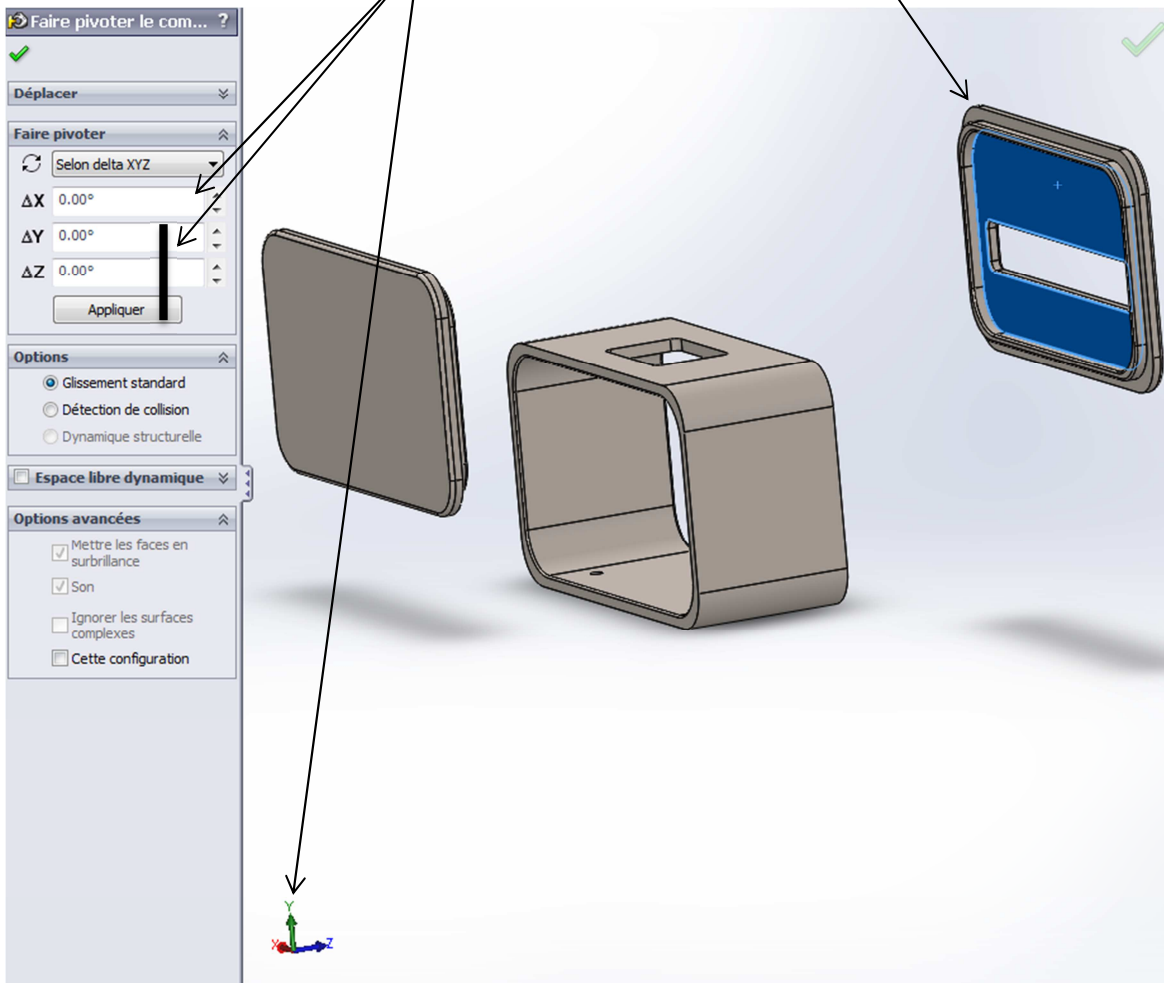 Faire pivoter le com... ?
Déplacer
Faire pivoter
Selon delta XYZ
ΔX 0.00°
ΔY 0.00°
ΔZ 0.00°
Appliquer
Options
Glissement standard
Détection de collision
Dynamique structurelle
Espace libre dynamique
Options avancées
Mettre les faces en
surbrillance
Son
Ignorer les surfaces
complexes
Cette configuration
Y
X Z